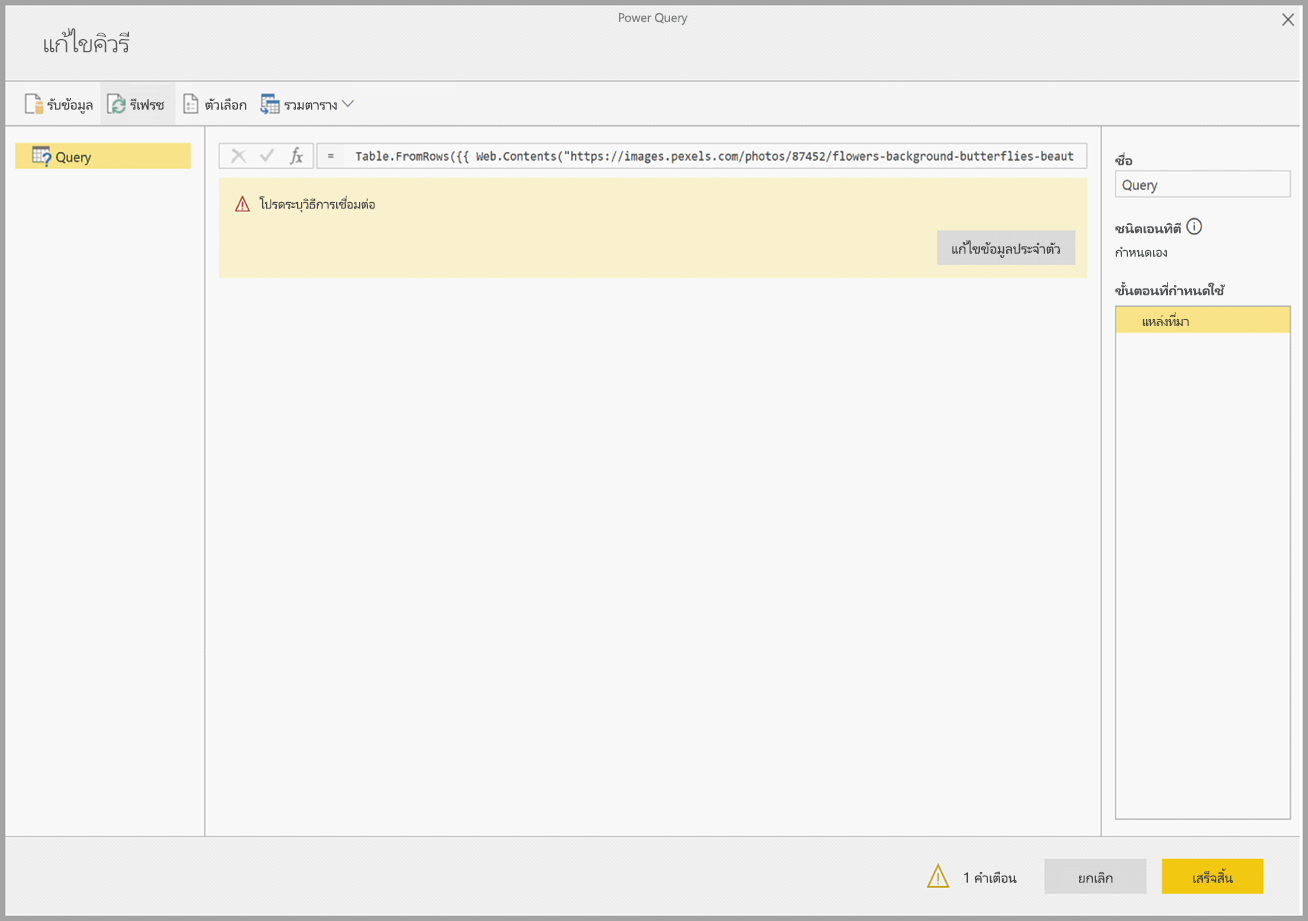 Power Query
แก้ไขคิวรี
รับข้อมูล รีเฟรช ตัวเลือก รวมตาราง
Query
fx = Table.FromRows({{ Web.Contents("https://images.pexels.com/photos/87452/flowers-background-butterflies-beaut
โปรดระบุวิธีการเชื่อมต่อ
แก้ไขข้อมูลประจำตัว
ชื่อ
Query
ชนิดเอนทิตี
กำหนดเอง
ขั้นตอนที่กำหนดใช้
แหล่งที่มา
1 คำเตือน ยกเลิก เสร็จสิ้น